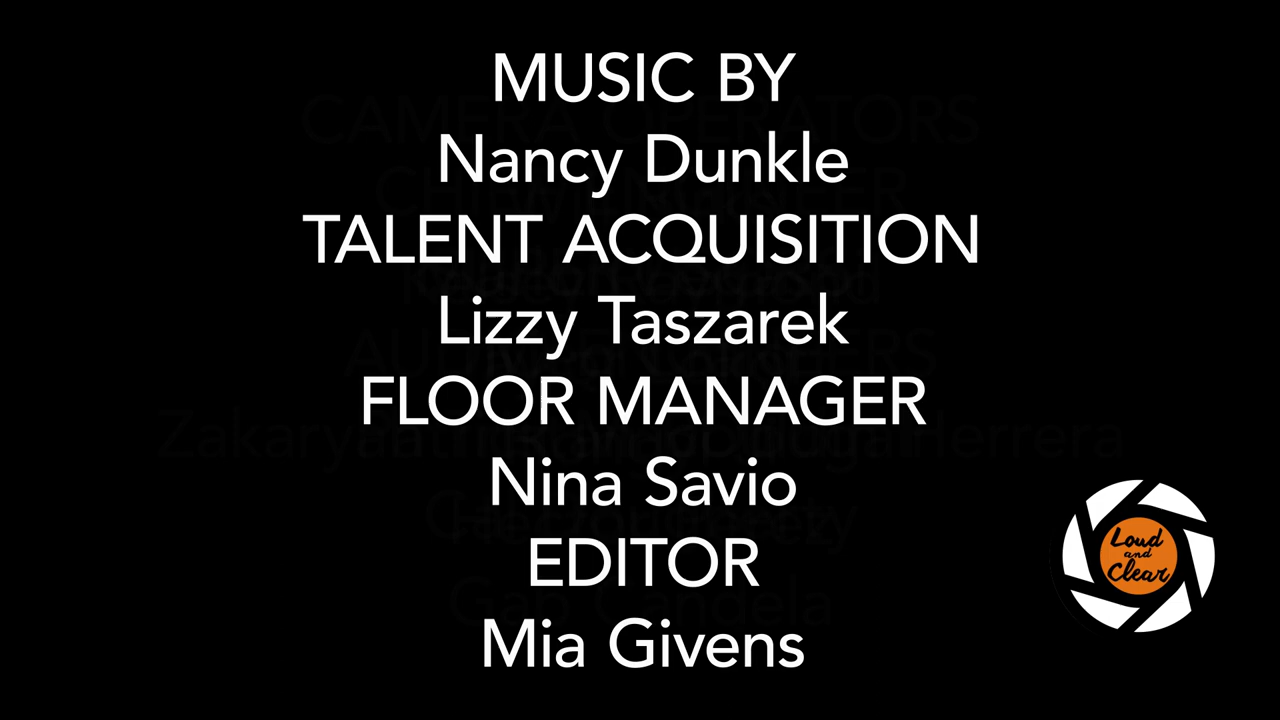 MUSIC BY
Nancy Dunkle
TALENT ACQUISITION
Lizzy Taszarek
FLOOR MANAGER
Nina Savio
EDITOR
Mia Givens
Loud
and
Clear